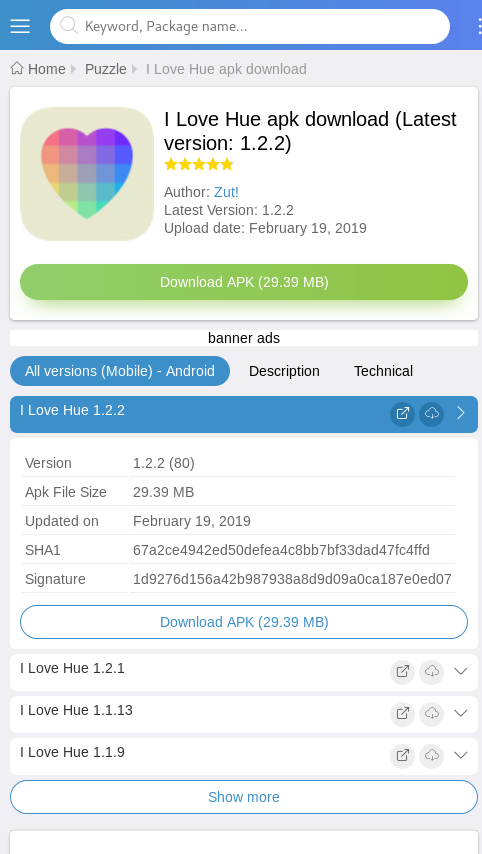 Keyword, Package name...
Home Puzzle I Love Hue apk download
I Love Hue apk download (Latest
version: 1.2.2)
Author: Zut!
Latest Version: 1.2.2
Upload date: February 19, 2019
Download APK (29.39 MB)
banner ads
All versions (Mobile) - Android Description Technical
I Love Hue 1.2.2
Version 1.2.2 (80)
Apk File Size 29.39 MB
Updated on February 19, 2019
SHA1 67a2ce4942ed50defea4c8bb7bf33dad47fc4ffd
Signature 1d9276d156a42b987938a8d9d09a0ca187e0ed07
Download APK (29.39 MB)
I Love Hue 1.2.1
I Love Hue 1.1.13
I Love Hue 1.1.9
Show more